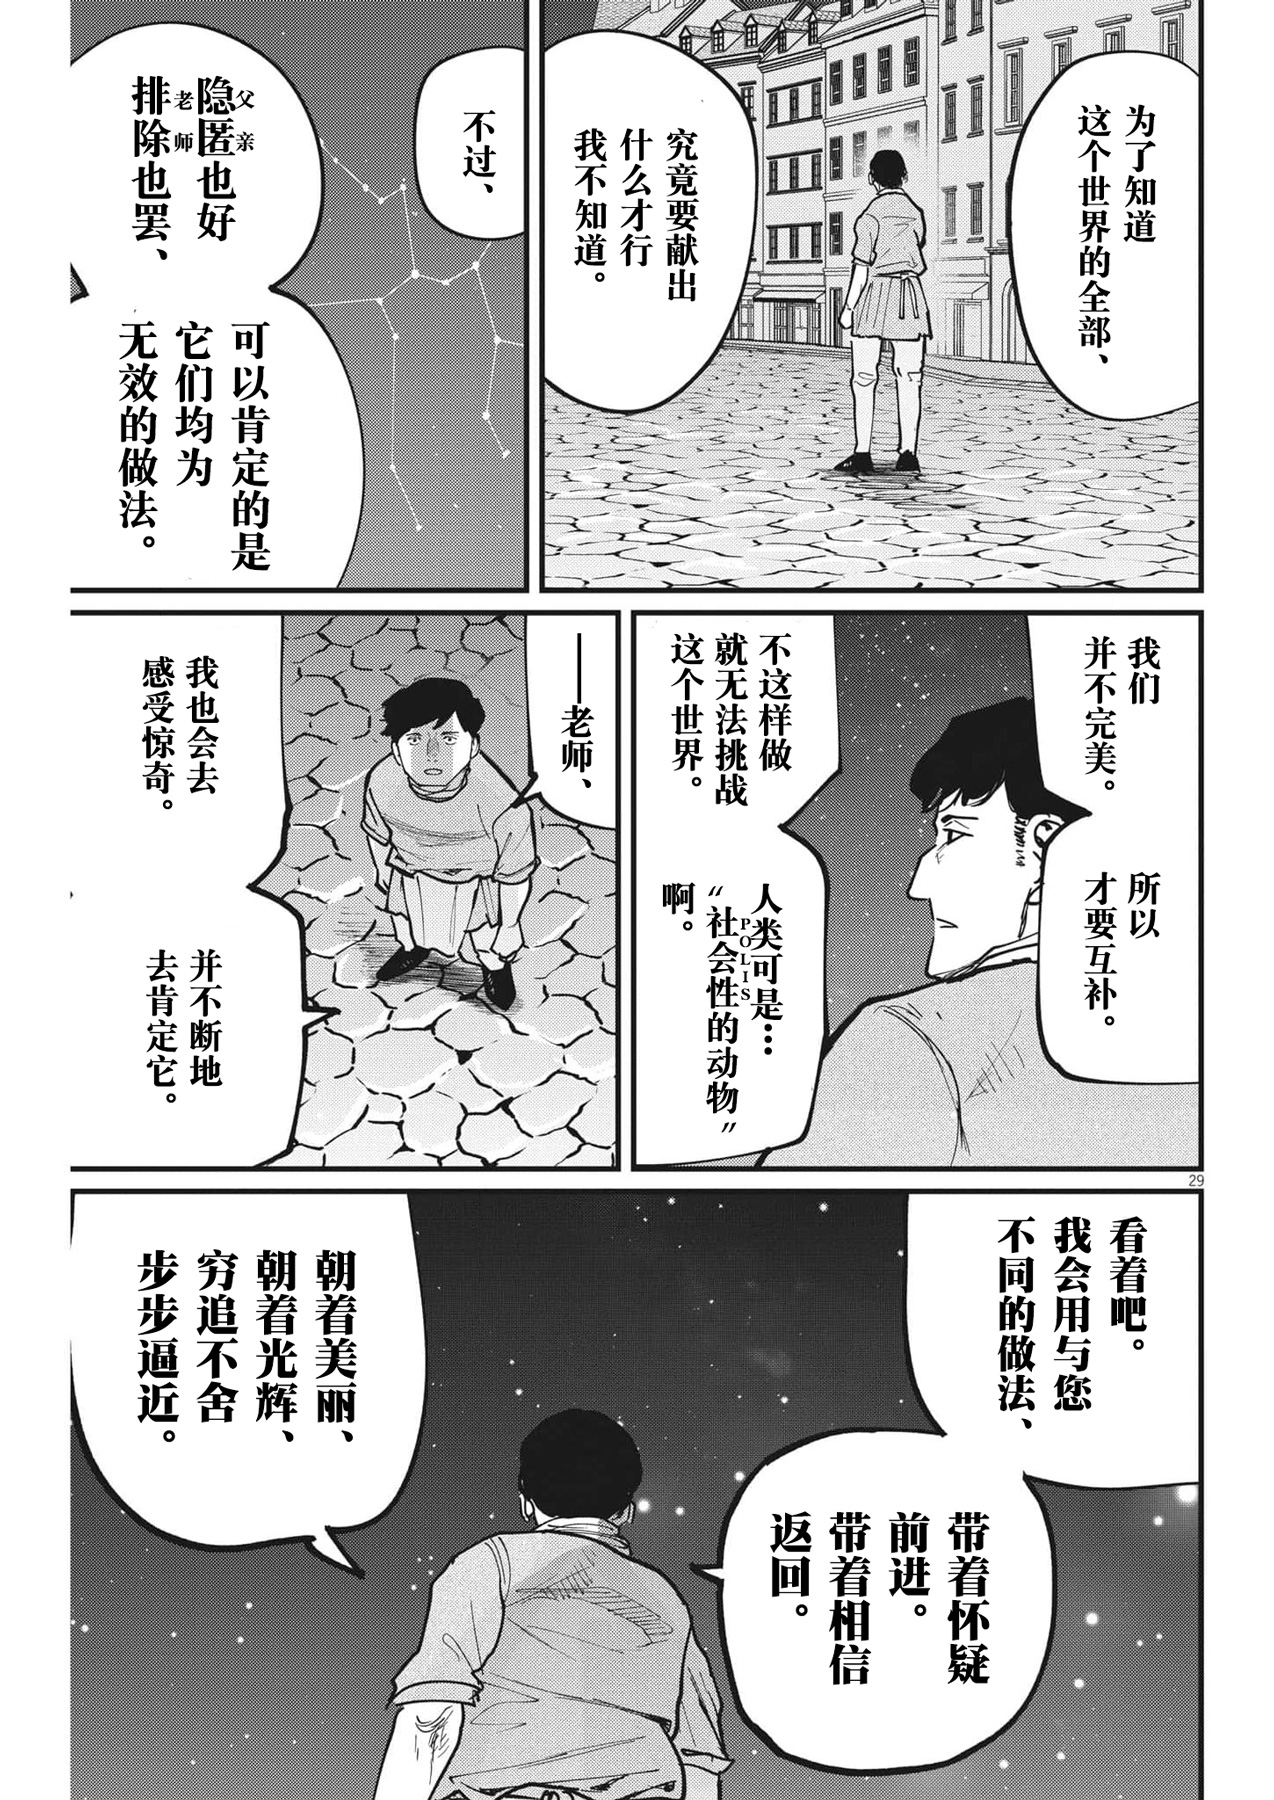 为了知道
这个世界的全部、
究竟要献出
什么才行
我不知道。
不过、
隐匿也好
父亲
排除也罢、
老师
可以肯定的是
它们均为
无效的做法。
我们
并不完美。
所以
才要互补。
不这样做
就无法挑战
这个世界。
人类可是…
“社会性的动物”
POLIS
啊。
——老师、
我也会去
感受惊奇。
并不断地
去肯定它。
29
看着吧。
我会用与您
不同的做法、
带着怀疑
前进。
带着相信
返回。
朝着美丽、
朝着光辉、
穷追不舍
步步逼近。